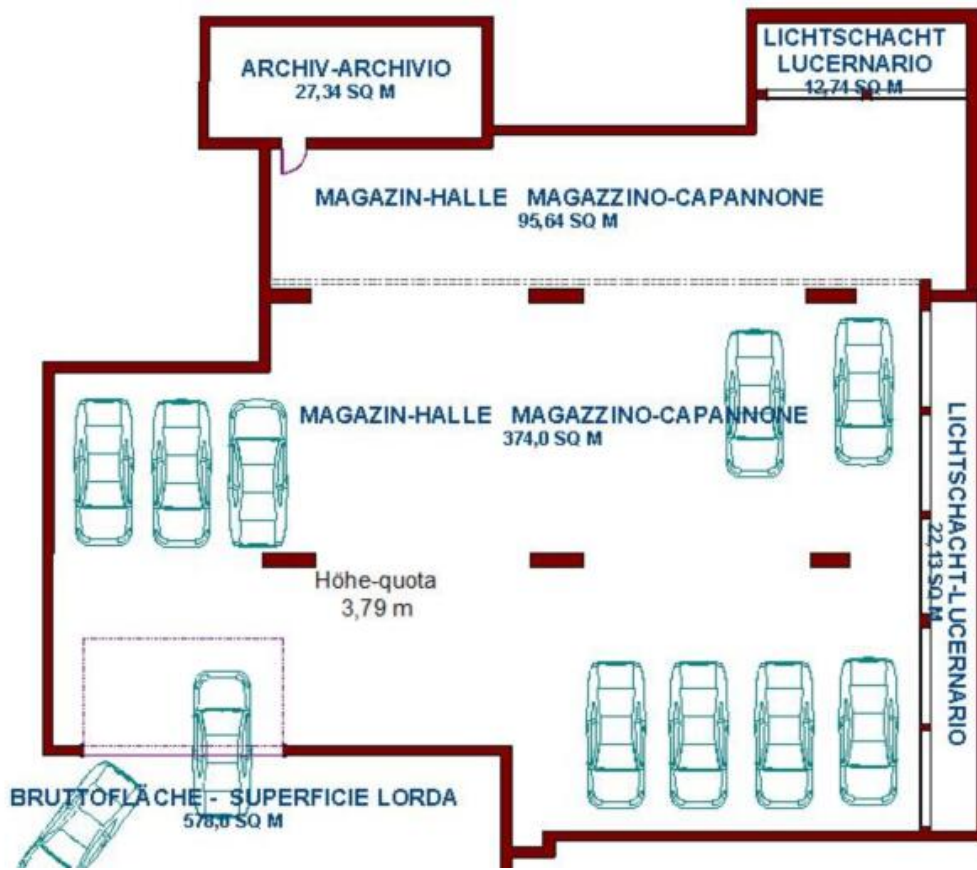 ARCHIV-ARCHIVIO
27,34 SQ M
LICHTSCHACHT
LUCERNARIO
12,74 SQ M
MAGAZIN-HALLE MAGAZZINO-CAPANNONE
95,64 SQ M
MAGAZIN-HALLE MAGAZZINO-CAPANNONE
374,0 SQ M
LICHTSCHACHT-LUCERNARIO
22,13 SQ M
Höhe-quota
3,79 m
BRUTTOFLÄCHE - SUPERFICIE LORDA
578,0 SQ M